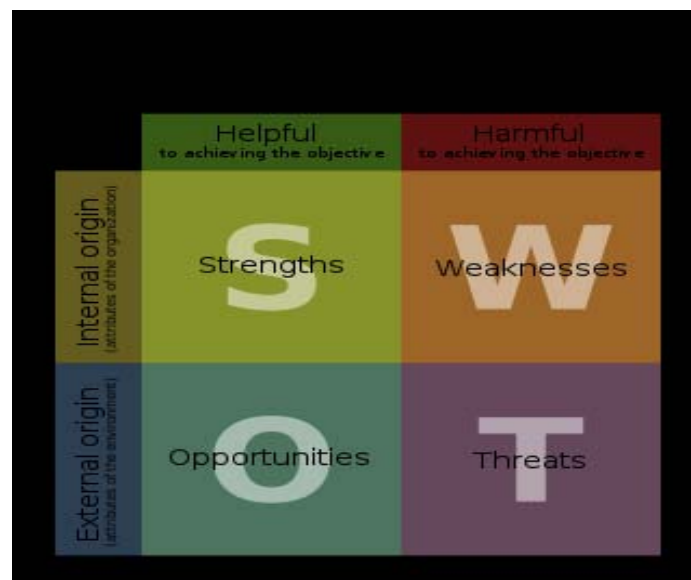 Helpful
to achieving the objective
Harmful
to achieving the objective
Internal origin
(attributes of the organization)
S
Strengths
W
Weaknesses
External origin
(attributes of the environment)
O
Opportunities
T
Threats